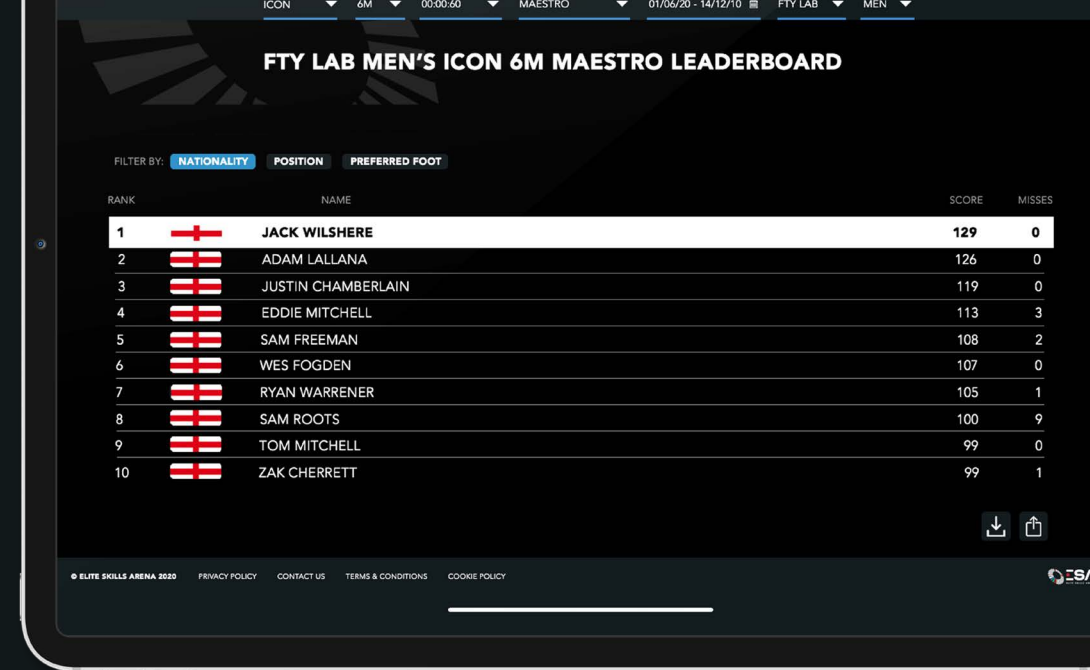 ICON 6M 00:00:60 MAESTRO 01/06/20 - 14/12/10 FTY LAB MEN
FTY LAB MEN'S ICON 6M MAESTRO LEADERBOARD
FILTER BY: NATIONALITY POSITION PREFERRED FOOT
RANK NAME SCORE MISSES
1 JACK WILSHERE 129 0
2 ADAM LALLANA 126 0
3 JUSTIN CHAMBERLAIN 119 0
4 EDDIE MITCHELL 113 3
5 SAM FREEMAN 108 2
6 WES FOGDEN 107 0
7 RYAN WARRENER 105 1
8 SAM ROOTS 100 9
9 TOM MITCHELL 99 0
10 ZAK CHERRETT 99 1
© ELITE SKILLS ARENA 2020 PRIVACY POLICY CONTACT US TERMS & CONDITIONS COOKIE POLICY